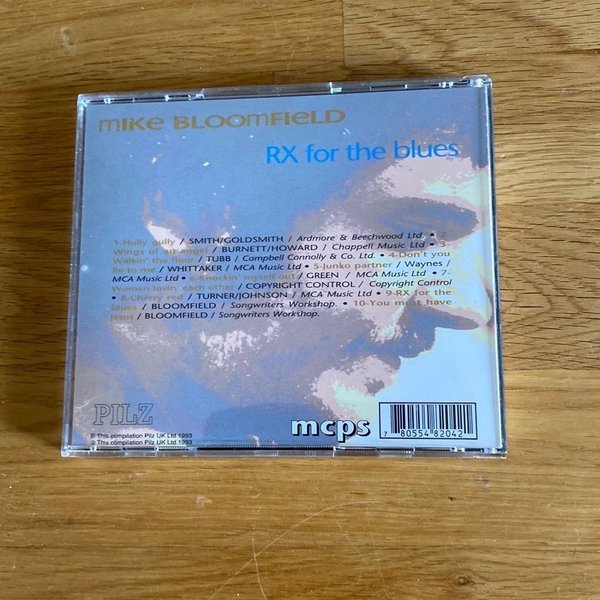 mIKE BLOOmFIELD
RX for the blues
1-Hully gully / SMITH/GOLDSMITH / Ardmore & Beechwood Ltd. • 2-
Wings of an angel / BURNETT/HOWARD / Chappell Music Ltd • 3-
Walkin' the floor / TUBB / Campbell Connolly & Co. Ltd. • 4-Don't you
lie to me / WHITTAKER / MCA Music Ltd • 5-Junko partner / Waynes /
MCA Music Ltd • 6-Knockin' myself out / GREEN / MCA Music Ltd • 7-
Women lovin' each other / COPYRIGHT CONTROL / Copyright Control
• 8-Cherry red / TURNER/JOHNSON / MCA Music Ltd • 9-RX for the
blues / BLOOMFIELD / Songwriters Workshop. • 10-You must have
Jesus / BLOOMFIELD / Songwriters Workshop.
PILZ
℗ This compilation Pilz UK Ltd.1993
© This compilation Pilz UK Ltd.1993
mcps
7 80554 82042